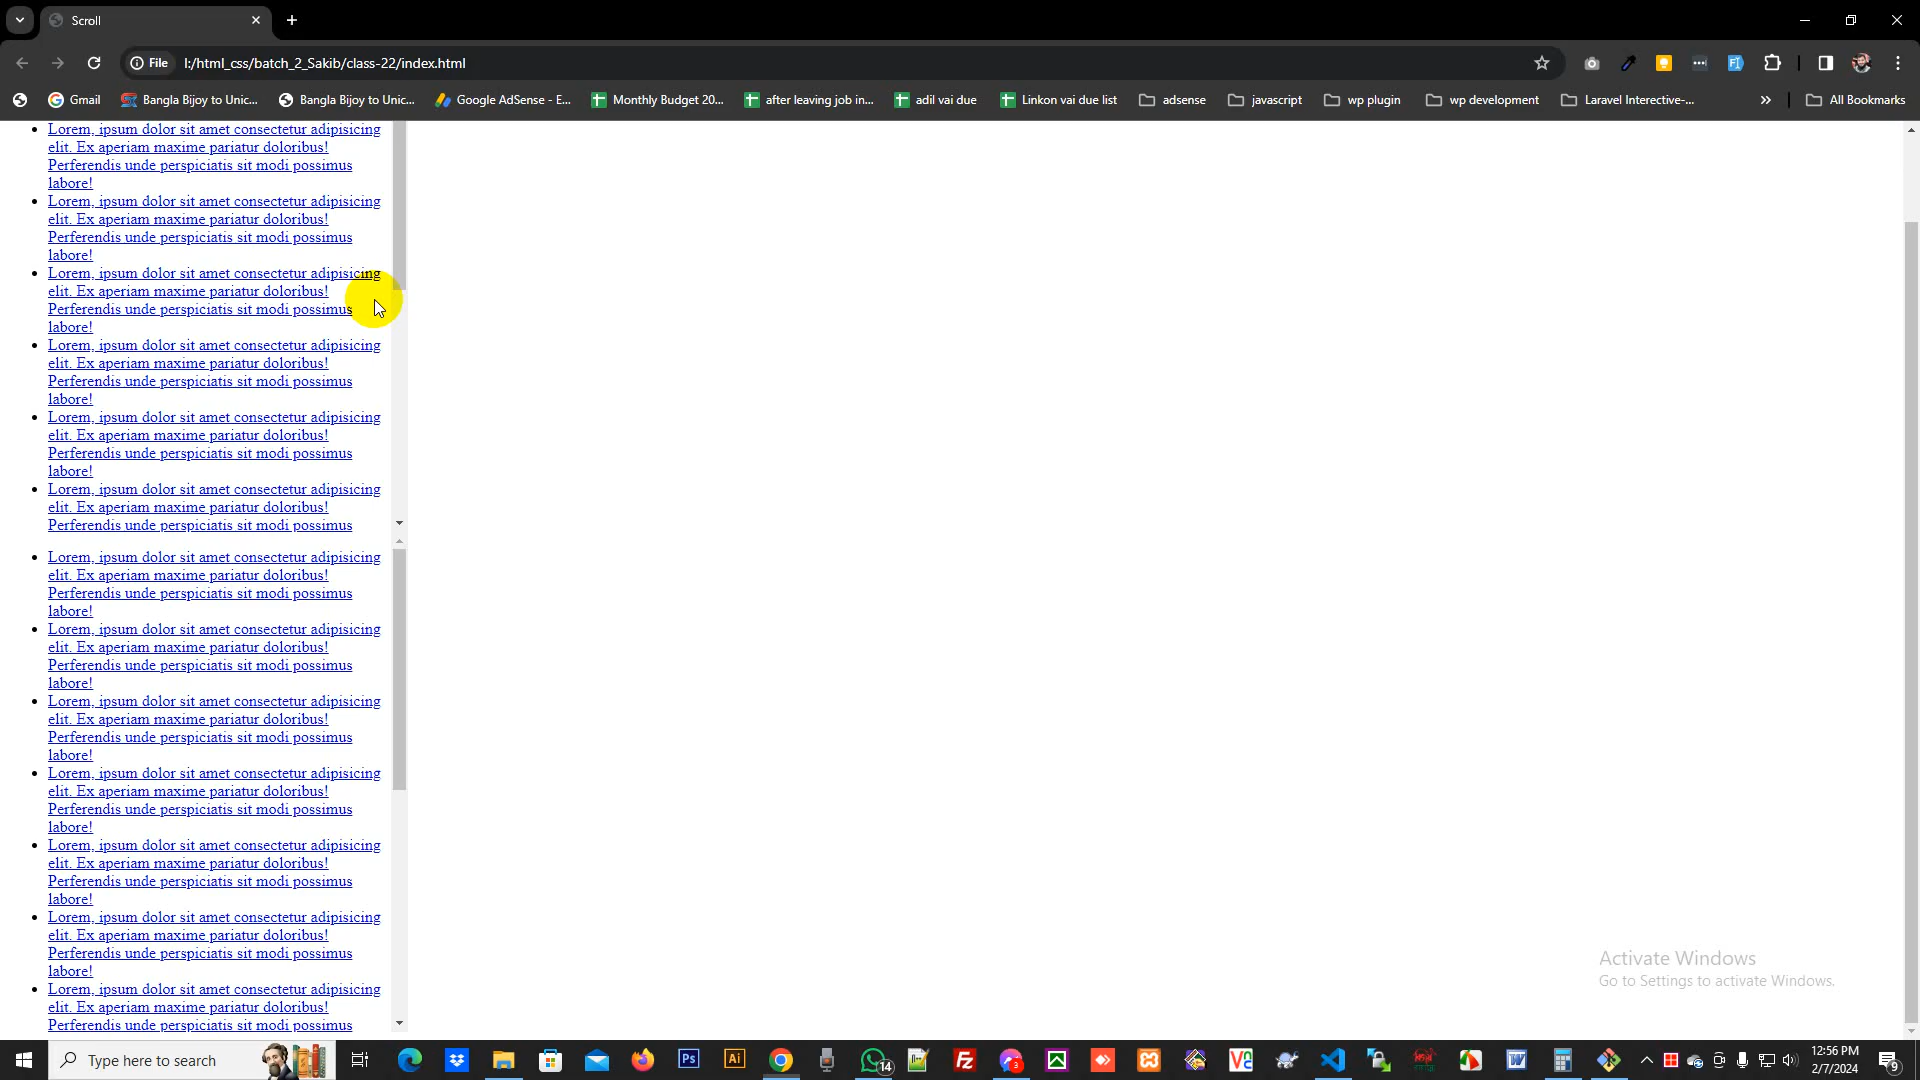 Scroll
File
I:/html_css/batch_2_Sakib/class-22/index.html
Gmail
Bangla Bijoy to Unic...
Bangla Bijoy to Unic...
Google AdSense - E...
Monthly Budget 20...
after leaving job in...
adil vai due
Linkon vai due list
adsense
javascript
wp plugin
wp development
Laravel Interective-...
»
All Bookmarks
Lorem, ipsum dolor sit amet consectetur adipisicing
elit. Ex aperiam maxime pariatur doloribus!
Perferendis unde perspiciatis sit modi possimus
labore!
Lorem, ipsum dolor sit amet consectetur adipisicing
elit. Ex aperiam maxime pariatur doloribus!
Perferendis unde perspiciatis sit modi possimus
labore!
Lorem, ipsum dolor sit amet consectetur adipisicing
elit. Ex aperiam maxime pariatur doloribus!
Perferendis unde perspiciatis sit modi possimus
labore!
Lorem, ipsum dolor sit amet consectetur adipisicing
elit. Ex aperiam maxime pariatur doloribus!
Perferendis unde perspiciatis sit modi possimus
labore!
Lorem, ipsum dolor sit amet consectetur adipisicing
elit. Ex aperiam maxime pariatur doloribus!
Perferendis unde perspiciatis sit modi possimus
labore!
Lorem, ipsum dolor sit amet consectetur adipisicing
elit. Ex aperiam maxime pariatur doloribus!
Perferendis unde perspiciatis sit modi possimus
Lorem, ipsum dolor sit amet consectetur adipisicing
elit. Ex aperiam maxime pariatur doloribus!
Perferendis unde perspiciatis sit modi possimus
labore!
Lorem, ipsum dolor sit amet consectetur adipisicing
elit. Ex aperiam maxime pariatur doloribus!
Perferendis unde perspiciatis sit modi possimus
labore!
Lorem, ipsum dolor sit amet consectetur adipisicing
elit. Ex aperiam maxime pariatur doloribus!
Perferendis unde perspiciatis sit modi possimus
labore!
Lorem, ipsum dolor sit amet consectetur adipisicing
elit. Ex aperiam maxime pariatur doloribus!
Perferendis unde perspiciatis sit modi possimus
labore!
Lorem, ipsum dolor sit amet consectetur adipisicing
elit. Ex aperiam maxime pariatur doloribus!
Perferendis unde perspiciatis sit modi possimus
labore!
Lorem, ipsum dolor sit amet consectetur adipisicing
elit. Ex aperiam maxime pariatur doloribus!
Perferendis unde perspiciatis sit modi possimus
labore!
Lorem, ipsum dolor sit amet consectetur adipisicing
elit. Ex aperiam maxime pariatur doloribus!
Perferendis unde perspiciatis sit modi possimus
Activate Windows
Go to Settings to activate Windows.
Type here to search
Ps
Ai
14
3
12:56 PM
2/7/2024
9